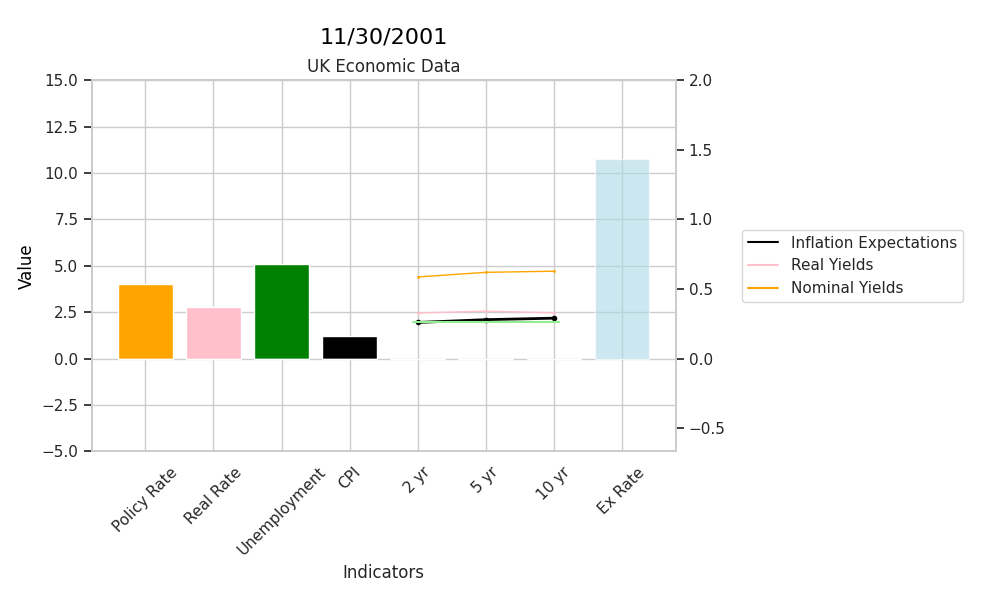 11/30/2001
UK Economic Data
15.0
12.5
10.0
7.5
5.0
2.5
0.0
−2.5
−5.0
Value
2.0
1.5
1.0
0.5
0.0
−0.5
Inflation Expectations
Real Yields
Nominal Yields
Policy Rate
Real Rate
Unemployment
CPI
2 yr
5 yr
10 yr
Ex Rate
Indicators